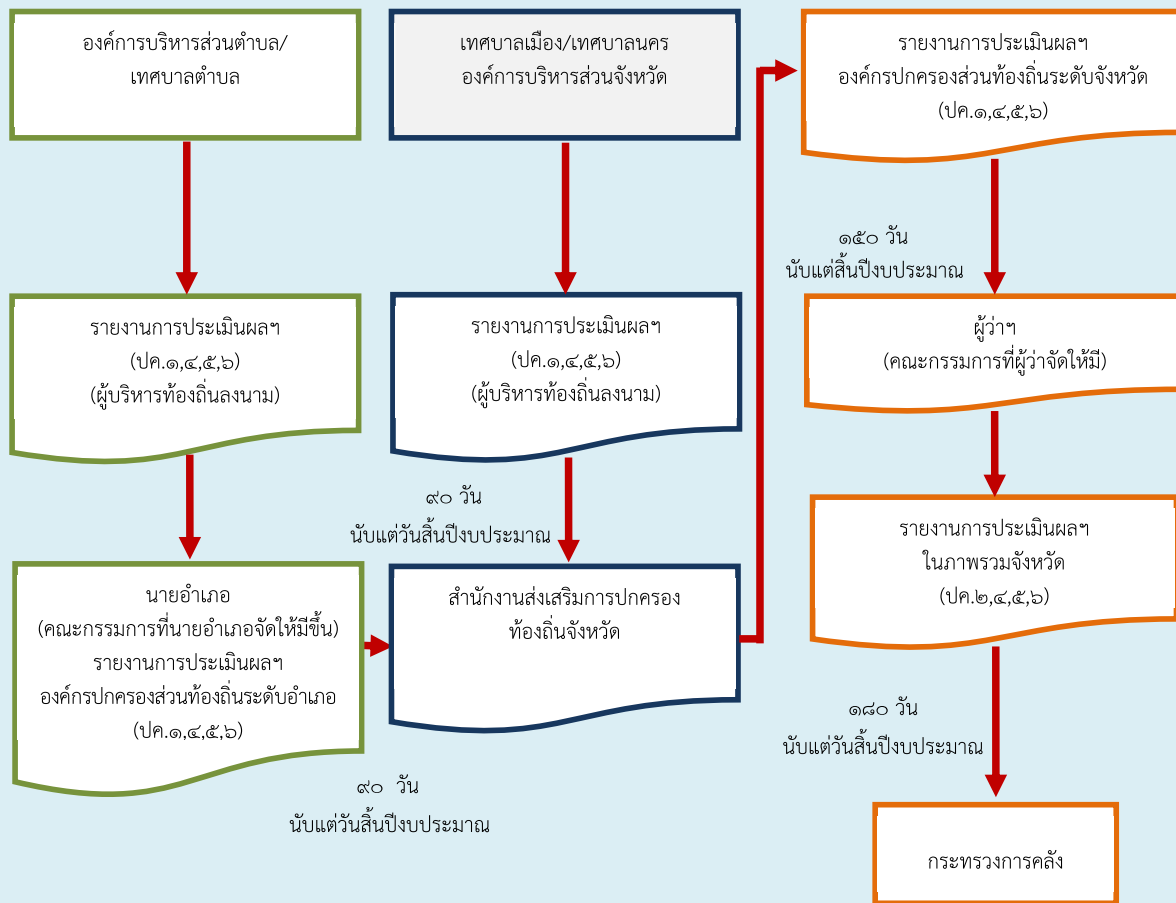 องค์การบริหารส่วนตำบล/
เทศบาลตำบล
รายงานการประเมินผลฯ
(ปค.๑,๔,๕,๖)
(ผู้บริหารท้องถิ่นลงนาม)
นายอำเภอ
(คณะกรรมการที่นายอำเภอจัดให้มีขึ้น)
รายงานการประเมินผลฯ
องค์กรปกครองส่วนท้องถิ่นระดับอำเภอ
(ปค.๑,๔,๕,๖)
๙๐ วัน
นับแต่วันสิ้นปีงบประมาณ
เทศบาลเมือง/เทศบาลนคร
องค์การบริหารส่วนจังหวัด
รายงานการประเมินผลฯ
(ปค.๑,๔,๕,๖)
(ผู้บริหารท้องถิ่นลงนาม)
๙๐ วัน
นับแต่วันสิ้นปีงบประมาณ
สำนักงานส่งเสริมการปกครอง
ท้องถิ่นจังหวัด
รายงานการประเมินผลฯ
องค์กรปกครองส่วนท้องถิ่นระดับจังหวัด
(ปค.๑,๔,๕,๖)
๑๕๐ วัน
นับแต่สิ้นปีงบประมาณ
ผู้ว่าฯ
(คณะกรรมการที่ผู้ว่าจัดให้มี)
รายงานการประเมินผลฯ
ในภาพรวมจังหวัด
(ปค.๒,๔,๕,๖)
๑๘๐ วัน
นับแต่วันสิ้นปีงบประมาณ
กระทรวงการคลัง